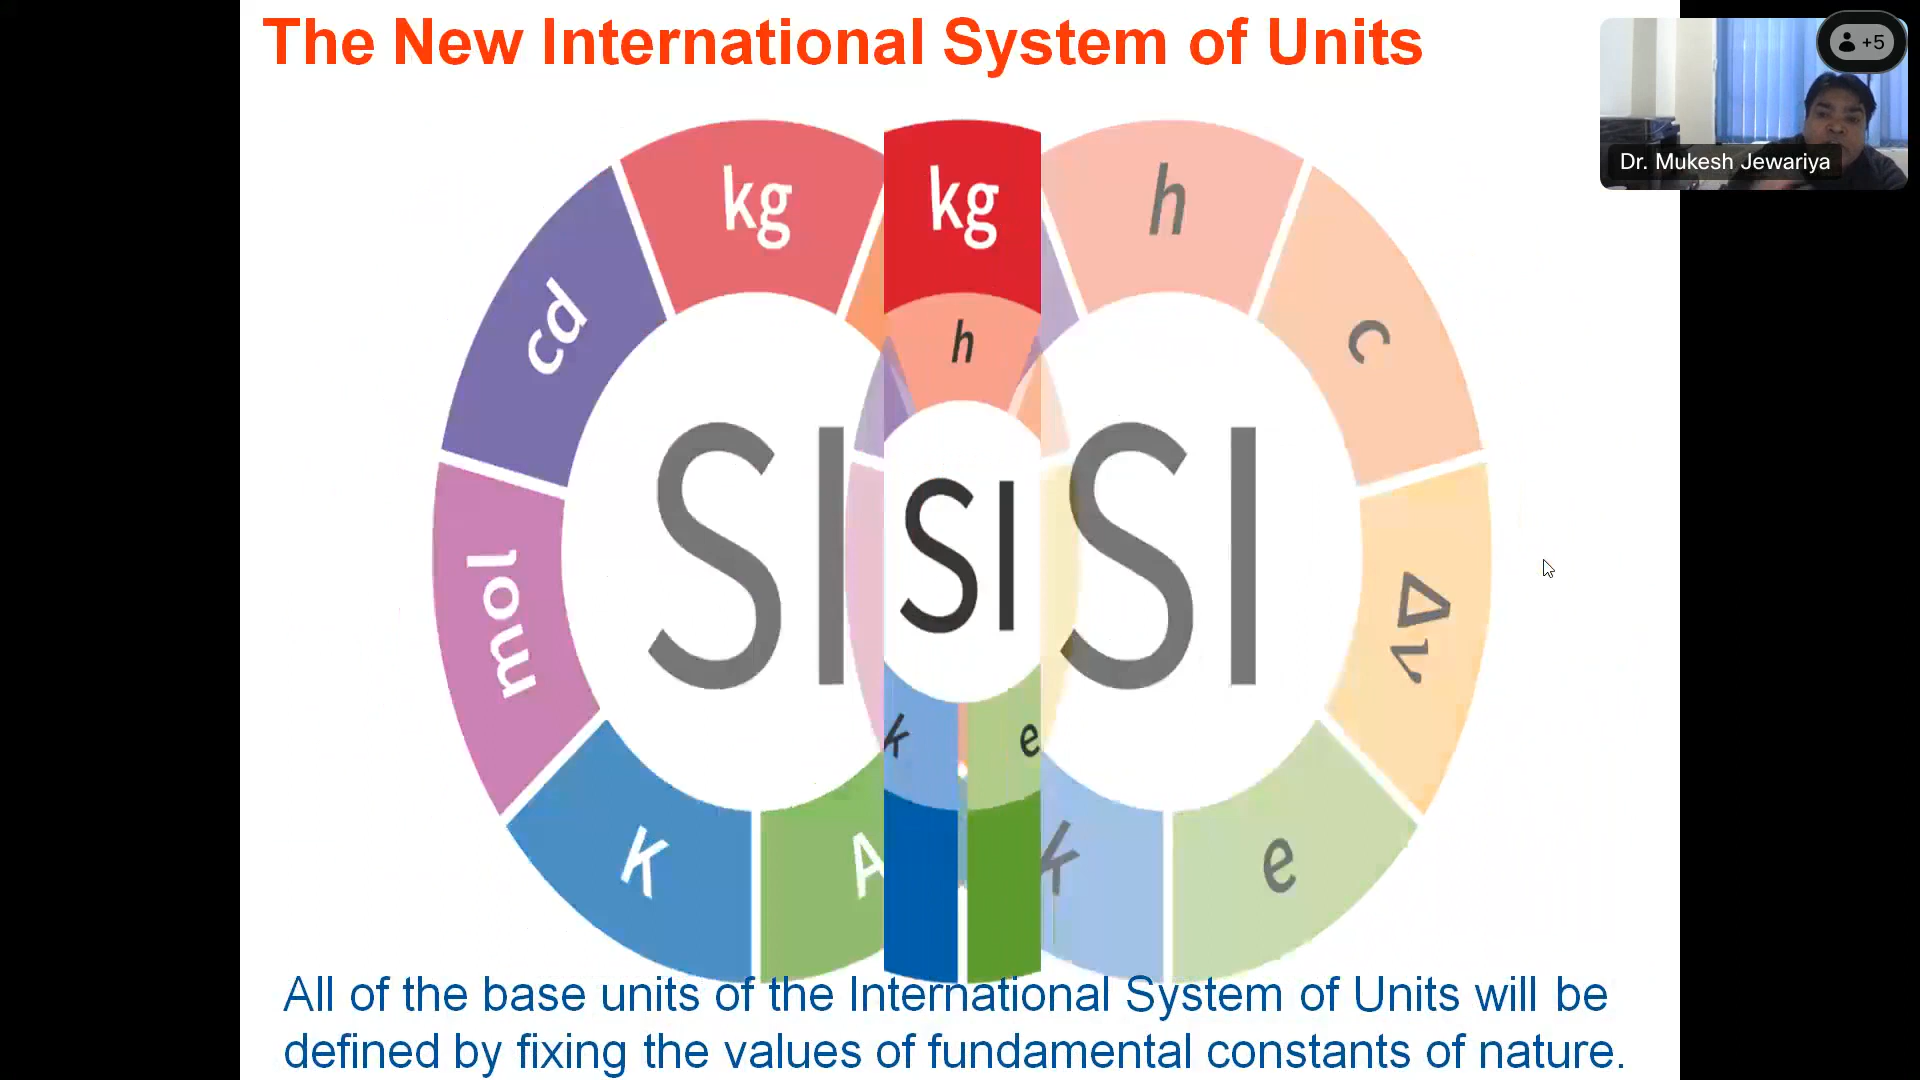 The New International System of Units
+5
Dr. Mukesh Jewariya
kg
kg
h
h
cd
c
SI
SI
SI
mol
Δν
k
e
K
A
k
e
All of the base units of the International System of Units will be
defined by fixing the values of fundamental constants of nature.